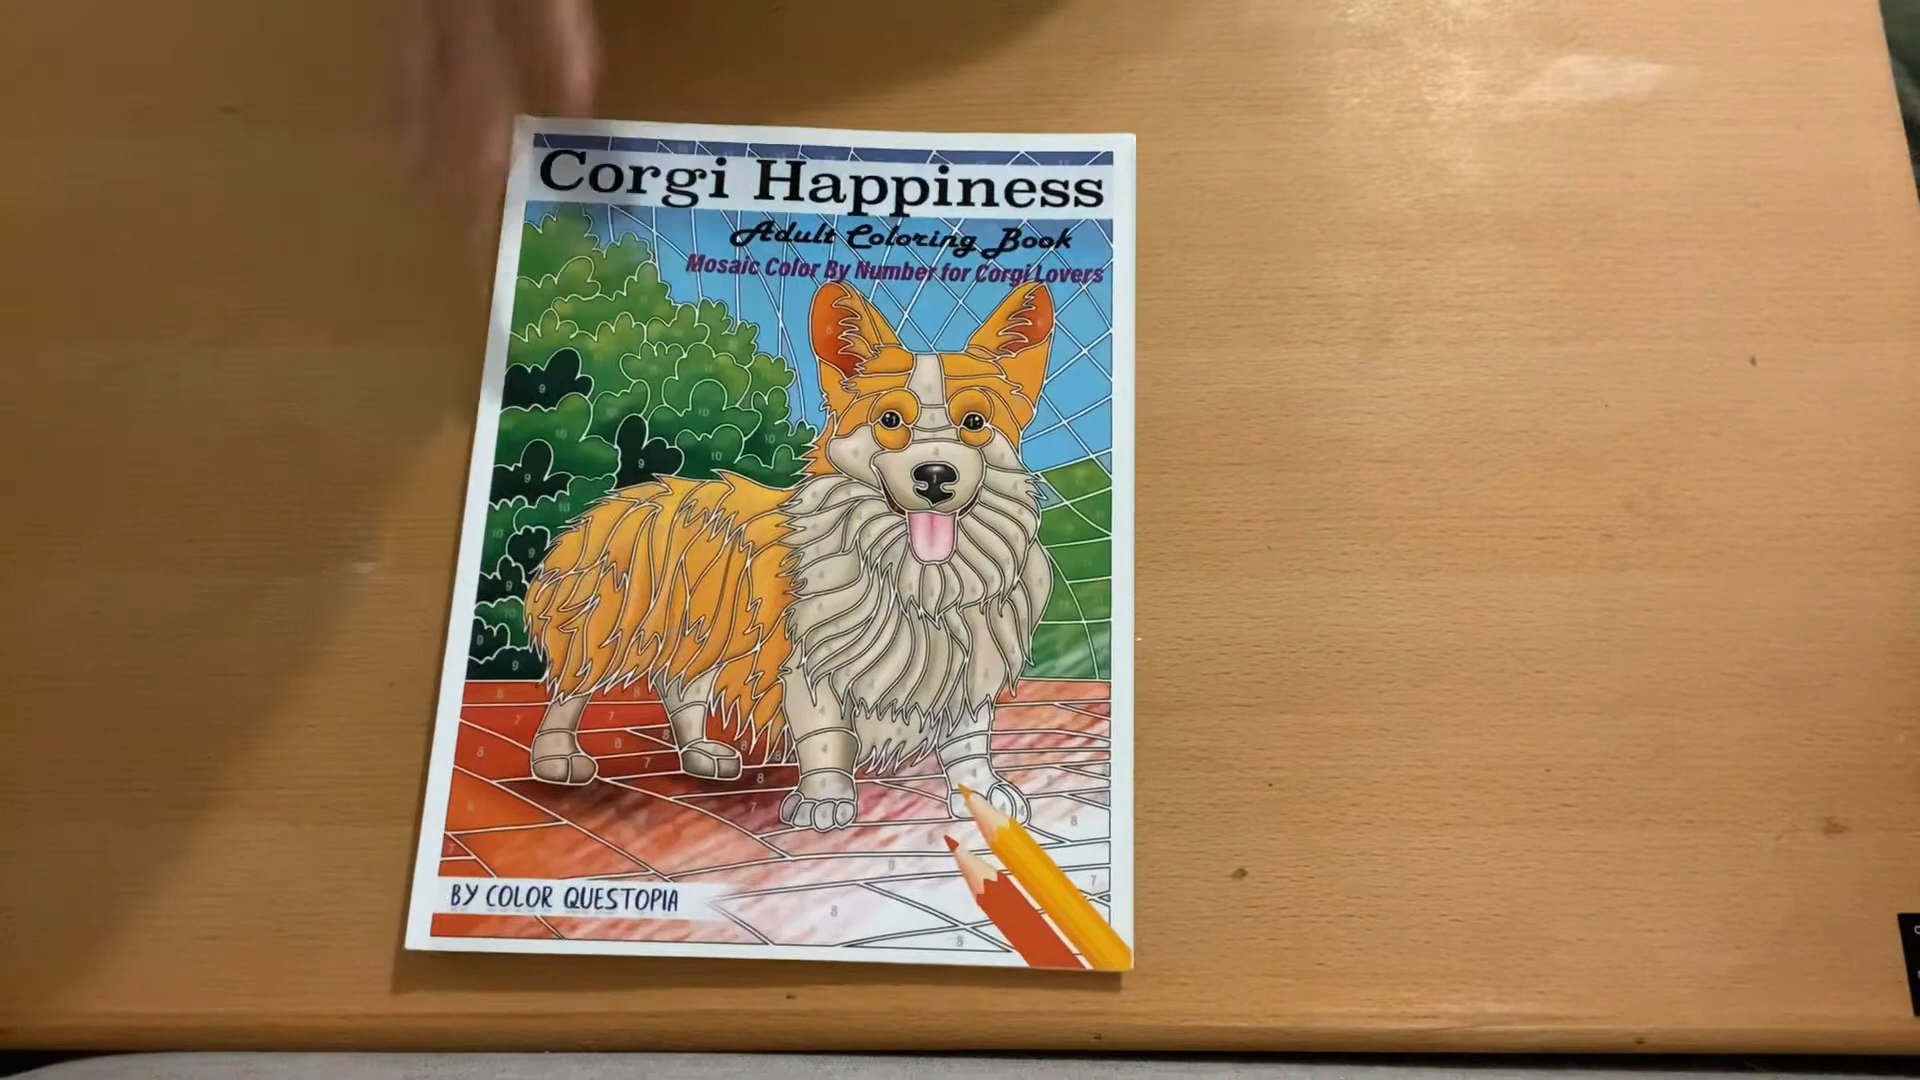 Corgi Happiness
Adult Coloring Book
Mosaic Color By Number for Corgi Lovers
BY COLOR QUESTOPIA